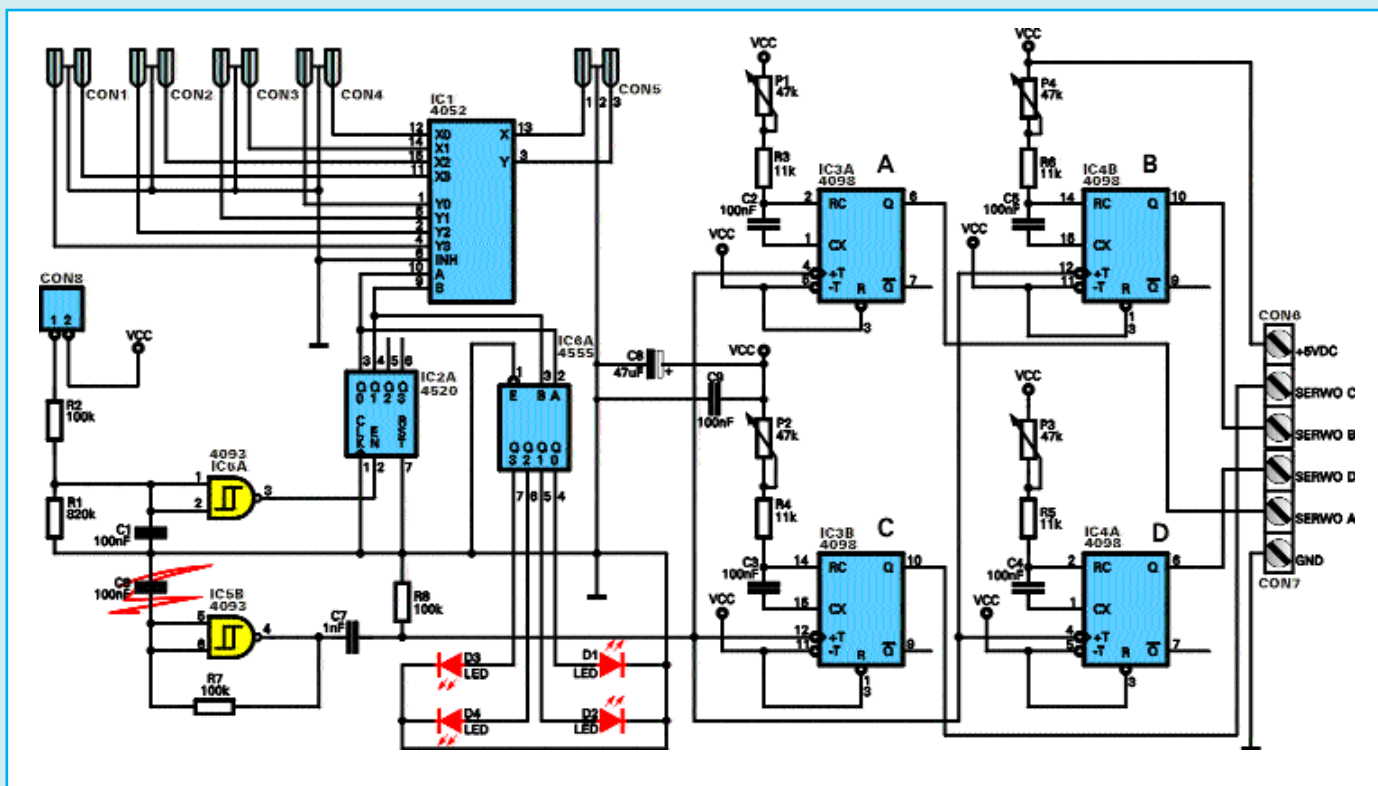 CON1
CON2
CON3
CON4
CON5
1 2 3
IC1
4052
12 X0 X 13
14 X1
15 X2 Y 3
11 X3
1 Y0
5 Y1
2 Y2
4 Y3
6 INH
10 A
9 B
CON8
1 2
VCC
R2
100k
R1
820k
C1
100nF
100nF
4093
IC6A
1
2
3
IC5B
4093
5
6
4
R7
100k
C7
1nF
R8
100k
3 4 5 6
IC2A
4520
Q0 Q1 Q2 Q3
CLK EN RST
1 2 7
IC6A
4555
1 3 2
E B A
Q3 Q2 Q1 Q0
7 6 5 4
D3
LED
D1
LED
D4
LED
D2
LED
47uF
+
C9
100nF
VCC
VCC
P1
47k
R3
11k
C2
100nF
VCC
IC3A
4098
A
2 RC Q 6
1 CX
4 +T
5 -T R Q 7
3
VCC
P4
47k
R6
11k
C5
100nF
VCC
IC4B
4098
B
14 RC Q 10
15 CX
12 +T
11 -T R Q 9
13
P2
47k
R4
11k
C3
100nF
VCC
IC3B
4098
C
14 RC Q 10
15 CX
12 +T
11 -T R Q 9
13
VCC
P3
47k
R5
11k
C4
100nF
VCC
IC4A
4098
D
2 RC Q 6
1 CX
4 +T
5 -T R Q 7
3
CON6
+5VDC
SERWO C
SERWO B
SERWO D
SERWO A
GND
CON7